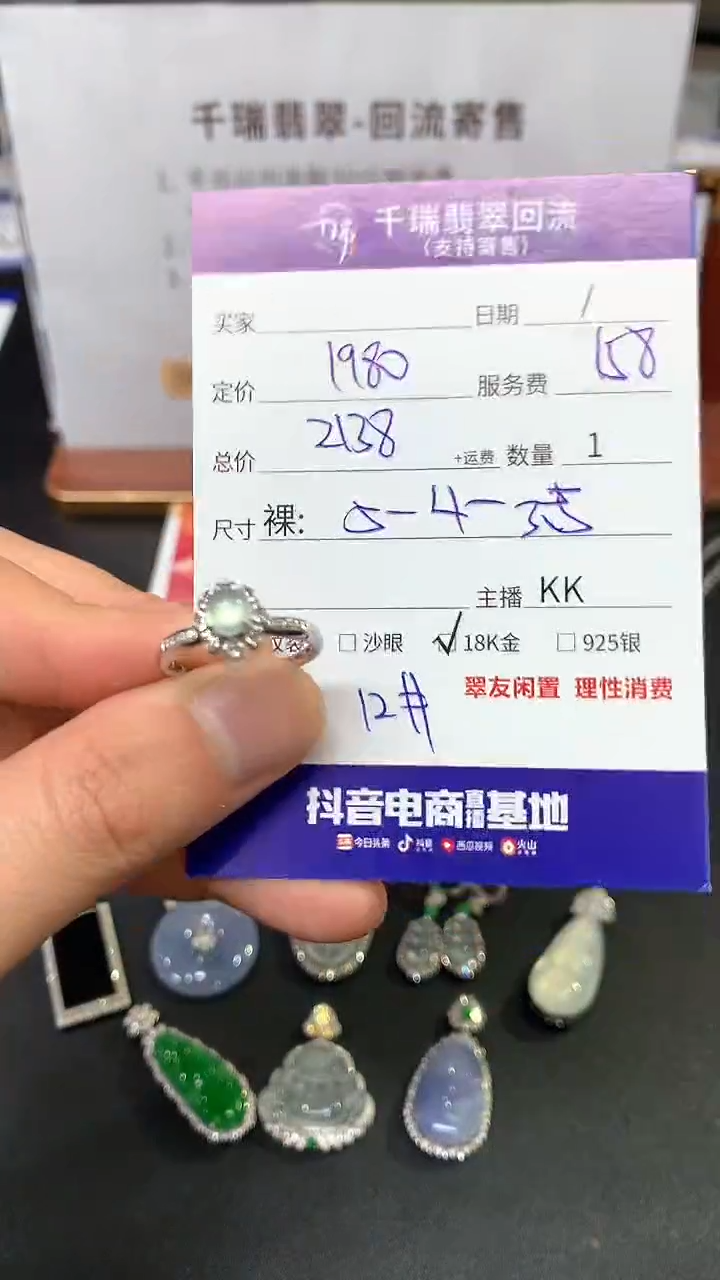 千瑞翡翠-回流寄售
千瑞翡翠回流
(支持寄售)
买家 日期 /
定价 1980 服务费 158
总价 2138 +运费 数量 1
尺寸 裸: 5-4-
主播 KK
沙眼 ✓ 18K金 925银
12# 翠友闲置 理性消费
抖音电商直播基地
今日头条 抖音 西瓜视频 火山